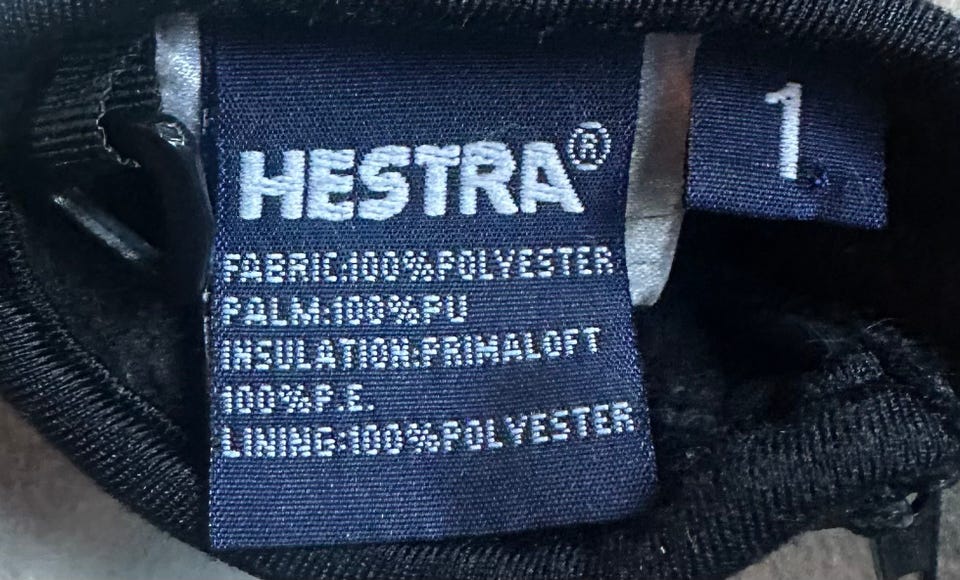 HESTRA®
1
FABRIC:100%POLYESTER
PALM:100%PU
INSULATION:PRIMALOFT
100%P.E.
LINING:100%POLYESTER